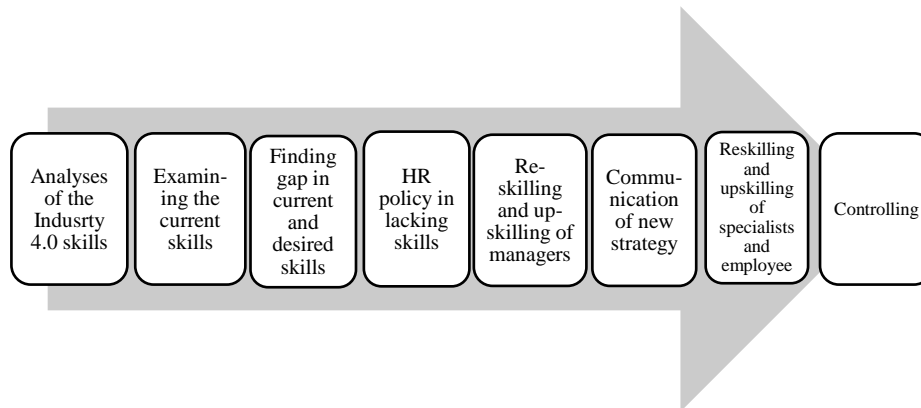 Analyses
of the
Indusrty
4.0 skills
Examin-
ing the
current
skills
Finding
gap in
current
and
desired
skills
HR
policy in
lacking
skills
Re-
skilling
and up-
skilling of
managers
Commu-
nication
of new
strategy
Reskilling
and
upskilling
of
specialists
and
employee
Controlling